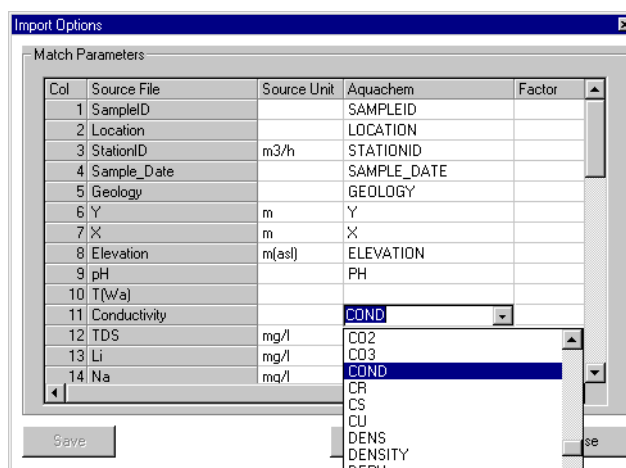 Import Options
Match Parameters
Col Source File Source Unit Aquachem Factor
1 SampleID SAMPLEID
2 Location LOCATION
3 StationID m3/h STATIONID
4 Sample_Date SAMPLE_DATE
5 Geology GEOLOGY
6 Y m Y
7 X m X
8 Elevation m(asl) ELEVATION
9 pH PH
10 T(Wa)
11 Conductivity COND
12 TDS mg/l
13 Li mg/l
14 Na mg/l
CO2
CO3
COND
CR
CS
CU
DENS
DENSITY
Save
se